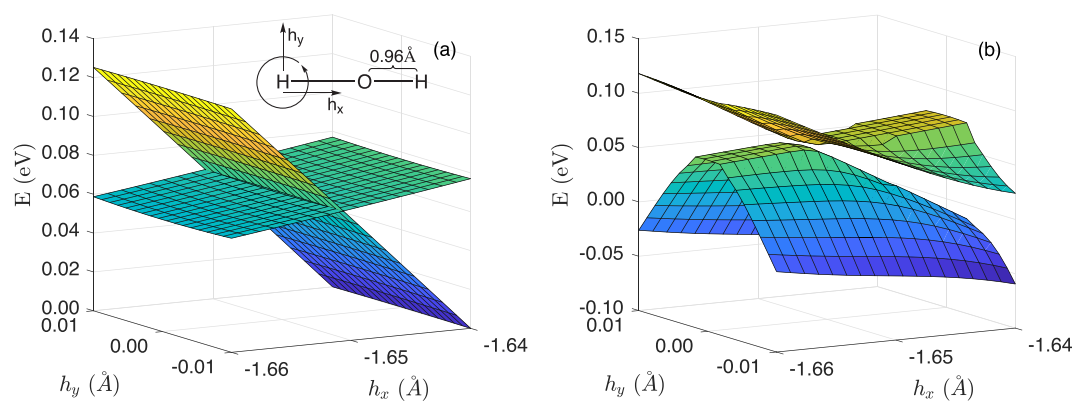 (a)
h_y
0.96Å
H O H
h_x
0.14
0.12
0.10
0.08
0.06
0.04
0.02
0.00
E (eV)
0.01
0.00
-0.01
h_y (Å)
-1.66
-1.65
-1.64
h_x (Å)
(b)
0.15
0.10
0.05
0.00
-0.05
-0.10
E (eV)
0.01
0.00
-0.01
h_y (Å)
-1.66
-1.65
-1.64
h_x (Å)